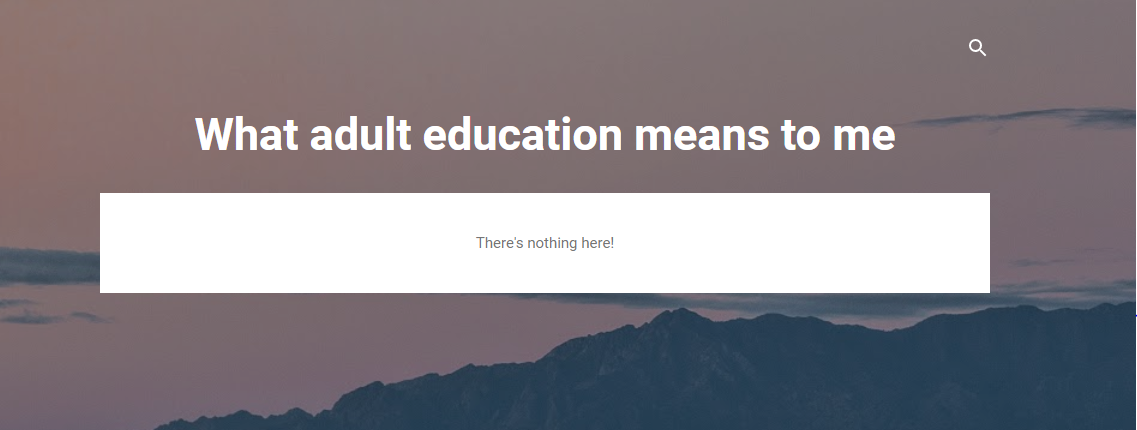 What adult education means to me
There's nothing here!